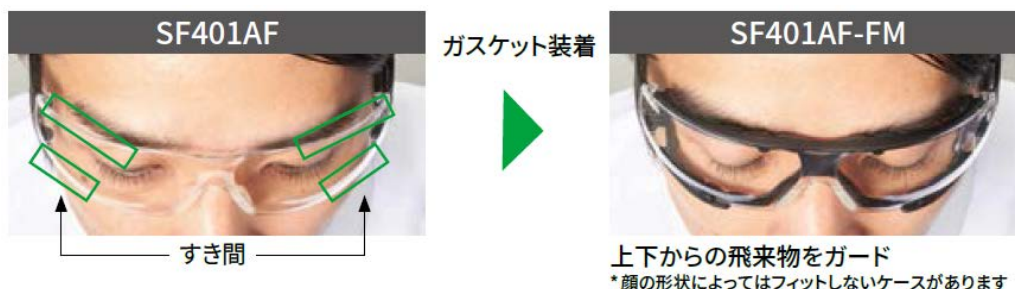 SF401AF
ガスケット装着
SF401AF-FM
すき間
上下からの飛来物をガード
*顔の形状によってはフィットしないケースがあります